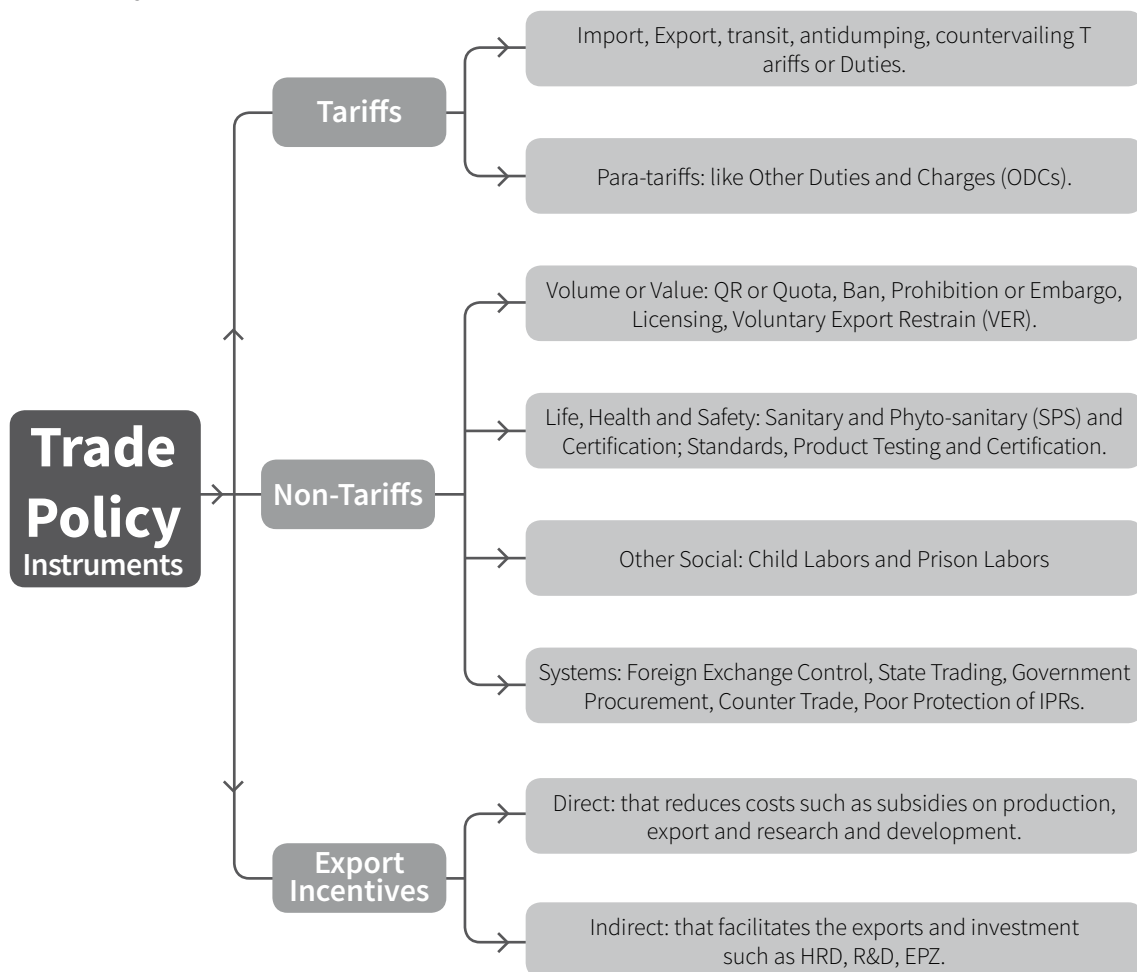 Import, Export, transit, antidumping, countervailing T
ariffs or Duties.
Tariffs
Para-tariffs: like Other Duties and Charges (ODCs).
Volume or Value: QR or Quota, Ban, Prohibition or Embargo,
Licensing, Voluntary Export Restrain (VER).
Life, Health and Safety: Sanitary and Phyto-sanitary (SPS) and
Certification; Standards, Product Testing and Certification.
Trade
Policy
Instruments
Non-Tariffs
Other Social: Child Labors and Prison Labors
Systems: Foreign Exchange Control, State Trading, Government
Procurement, Counter Trade, Poor Protection of IPRs.
Direct: that reduces costs such as subsidies on production,
export and research and development.
Export
Incentives
Indirect: that facilitates the exports and investment
such as HRD, R&D, EPZ.